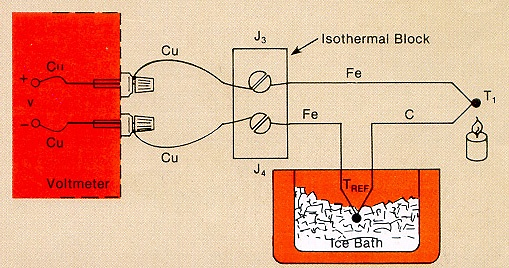 Cu
J3
Isothermal Block
Fe
+
Cu
v
T1
−
Fe
C
Cu
Cu
J4
Voltmeter
TREF
Ice Bath